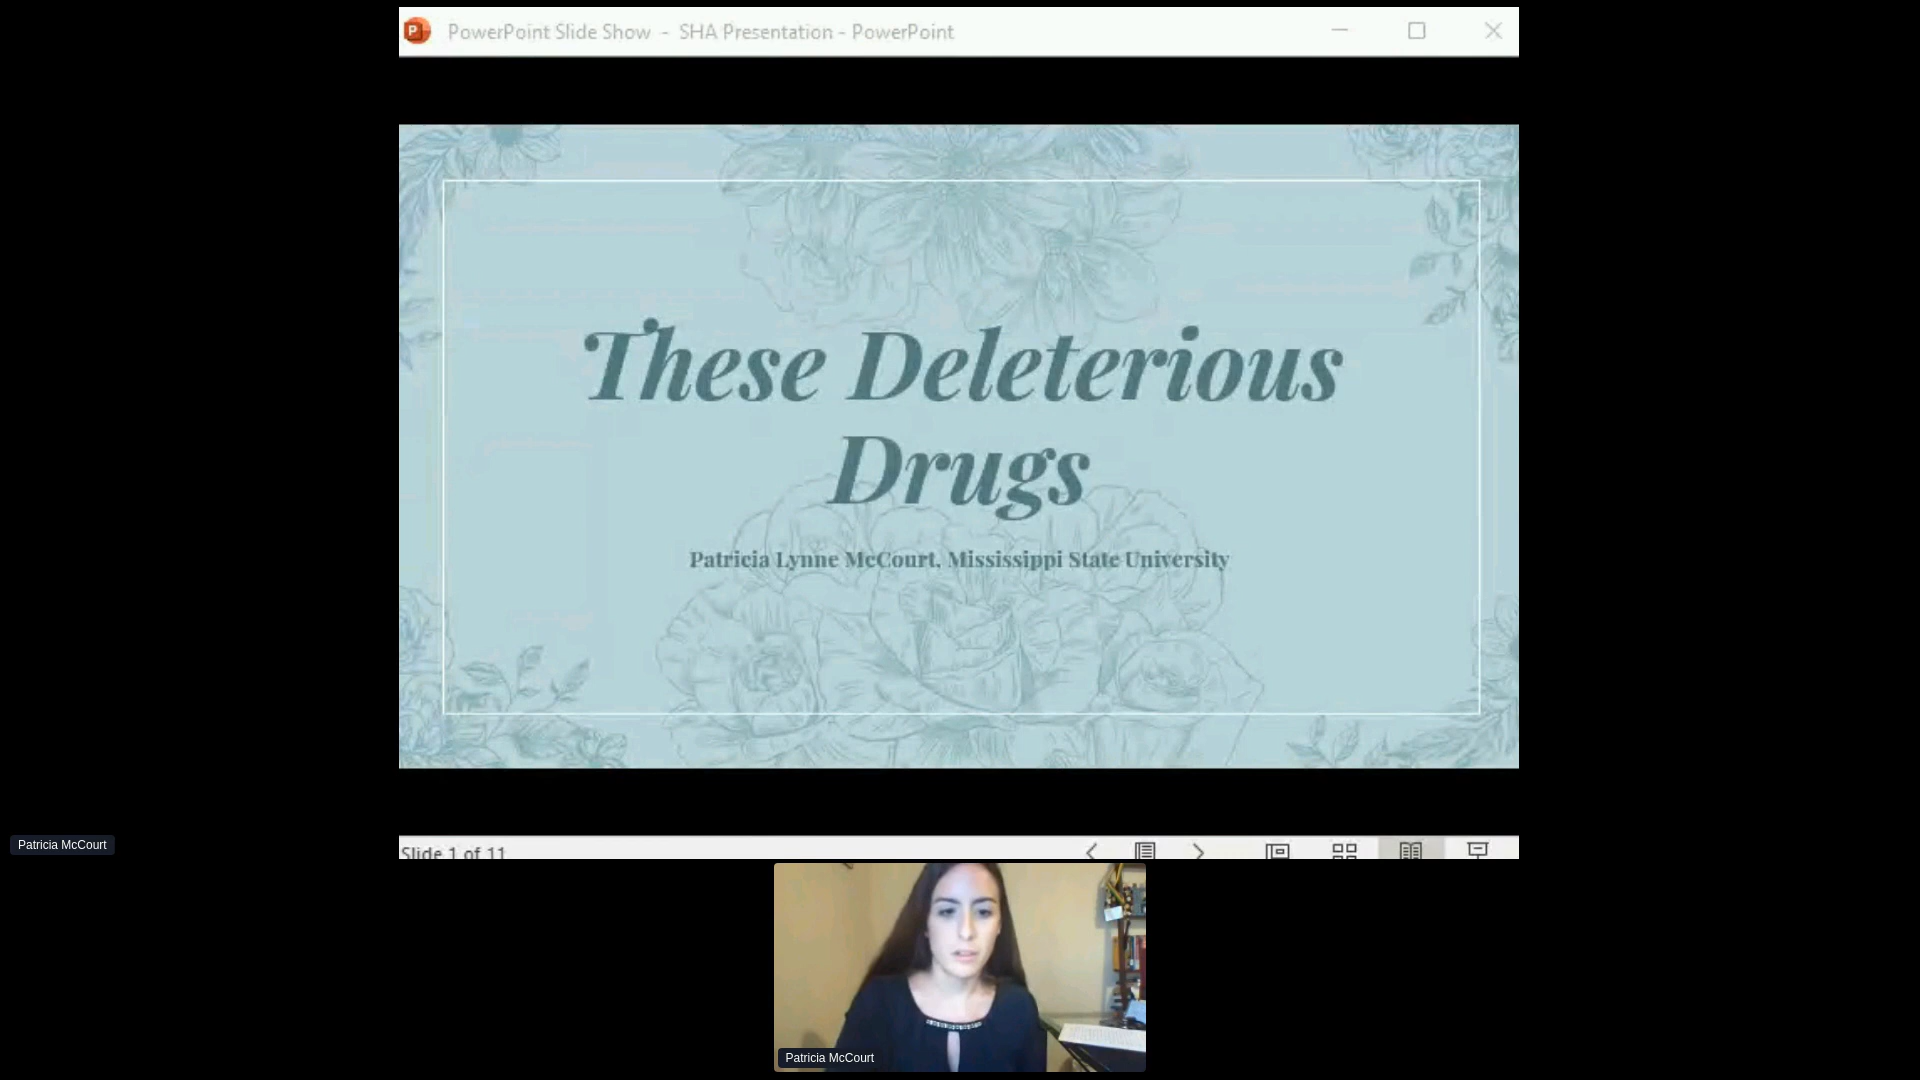 PowerPoint Slide Show - SHA Presentation - PowerPoint
These Deleterious
Drugs
Patricia Lynne McCourt, Mississippi State University
Patricia McCourt
Slide 1 of 11
Patricia McCourt